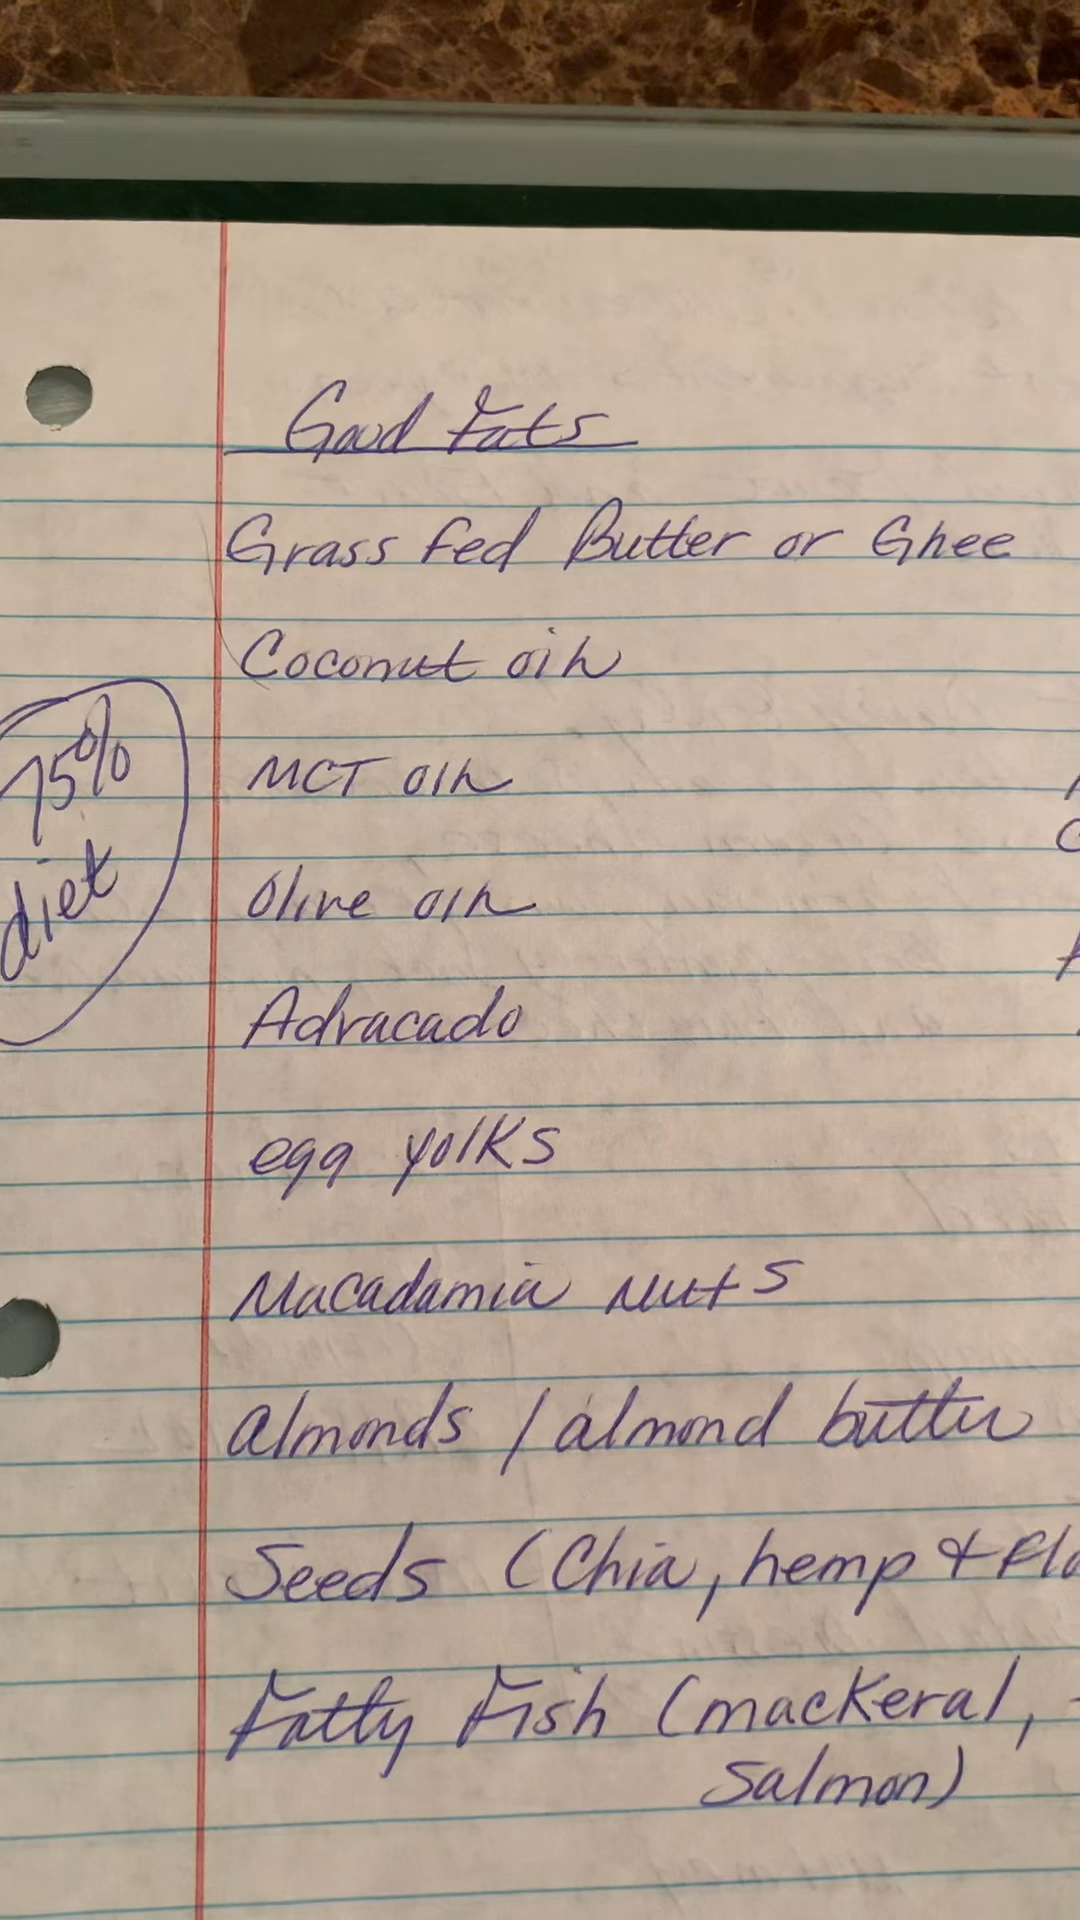 Good Fats
Grass Fed Butter or Ghee
Coconut oil
75%
diet
MCT oil
Olive oil
Advacado
egg yolks
Macadamia Nuts
almonds / almond butter
Seeds (Chia, hemp +
Fatty Fish (mackeral,
Salmon)